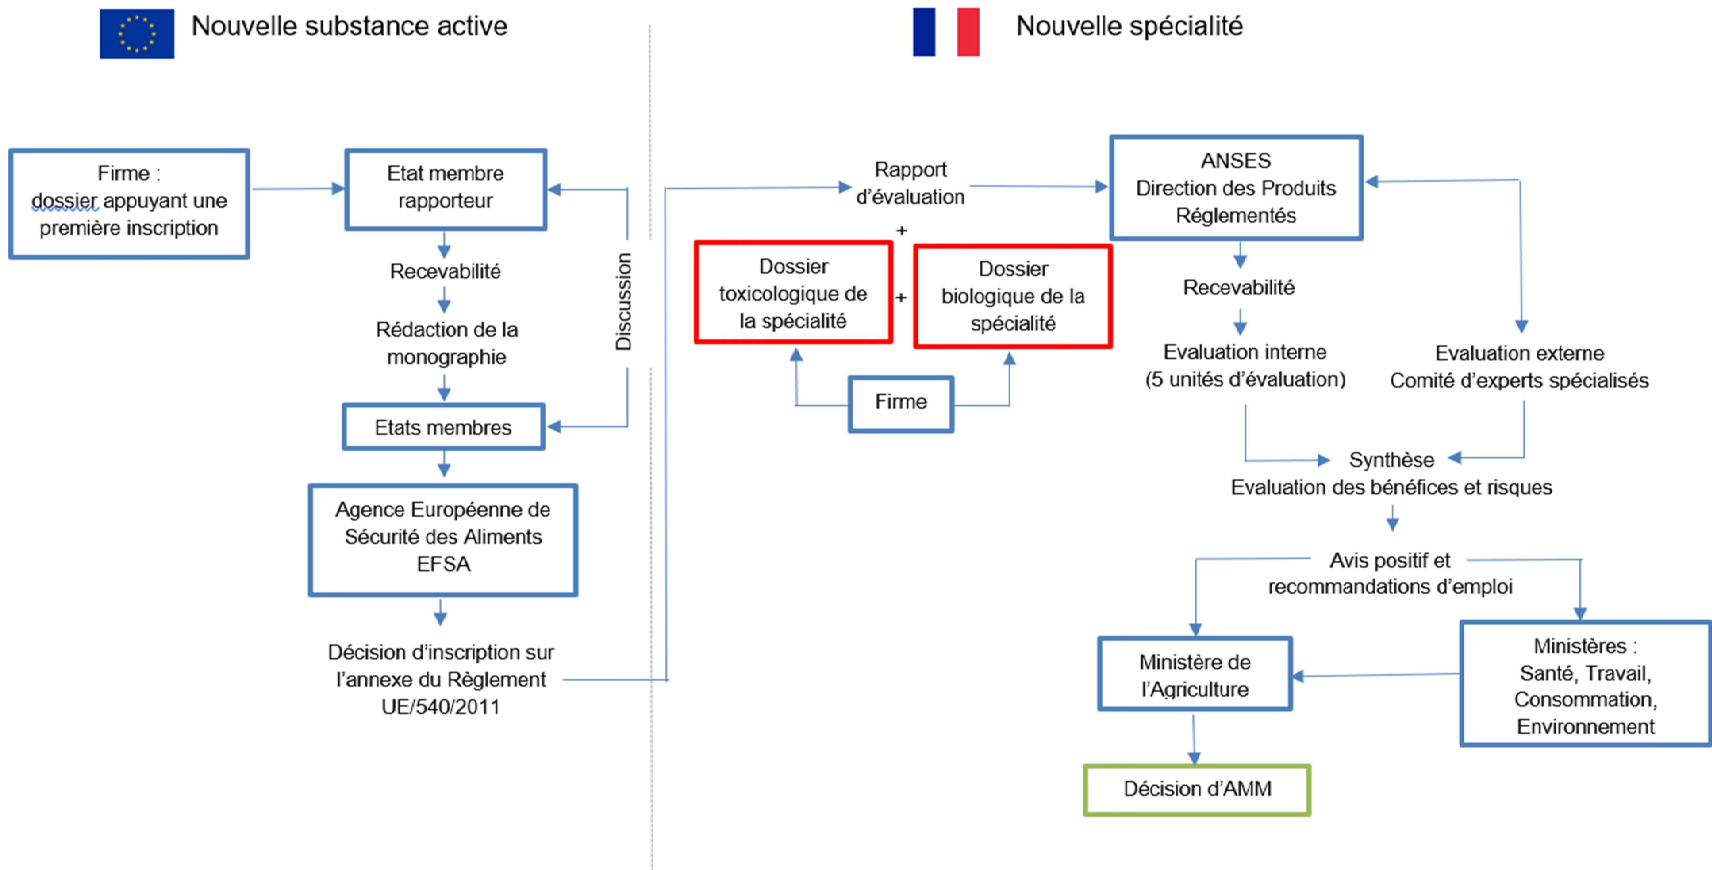 Nouvelle substance active
Firme :
dossier appuyant une
première inscription
Etat membre
rapporteur
Recevabilité
Rédaction de la
monographie
Discussion
Etats membres
Agence Européenne de
Sécurité des Aliments
EFSA
Décision d'inscription sur
l'annexe du Règlement
UE/540/2011
Nouvelle spécialité
Rapport
d'évaluation
+
Dossier
toxicologique de
la spécialité
+
Dossier
biologique de la
spécialité
Firme
ANSES
Direction des Produits
Réglementés
Recevabilité
Evaluation interne
(5 unités d'évaluation)
Evaluation externe
Comité d'experts spécialisés
Synthèse
Evaluation des bénéfices et risques
Avis positif et
recommandations d'emploi
Ministère de
l'Agriculture
Ministères :
Santé, Travail,
Consommation,
Environnement
Décision d'AMM